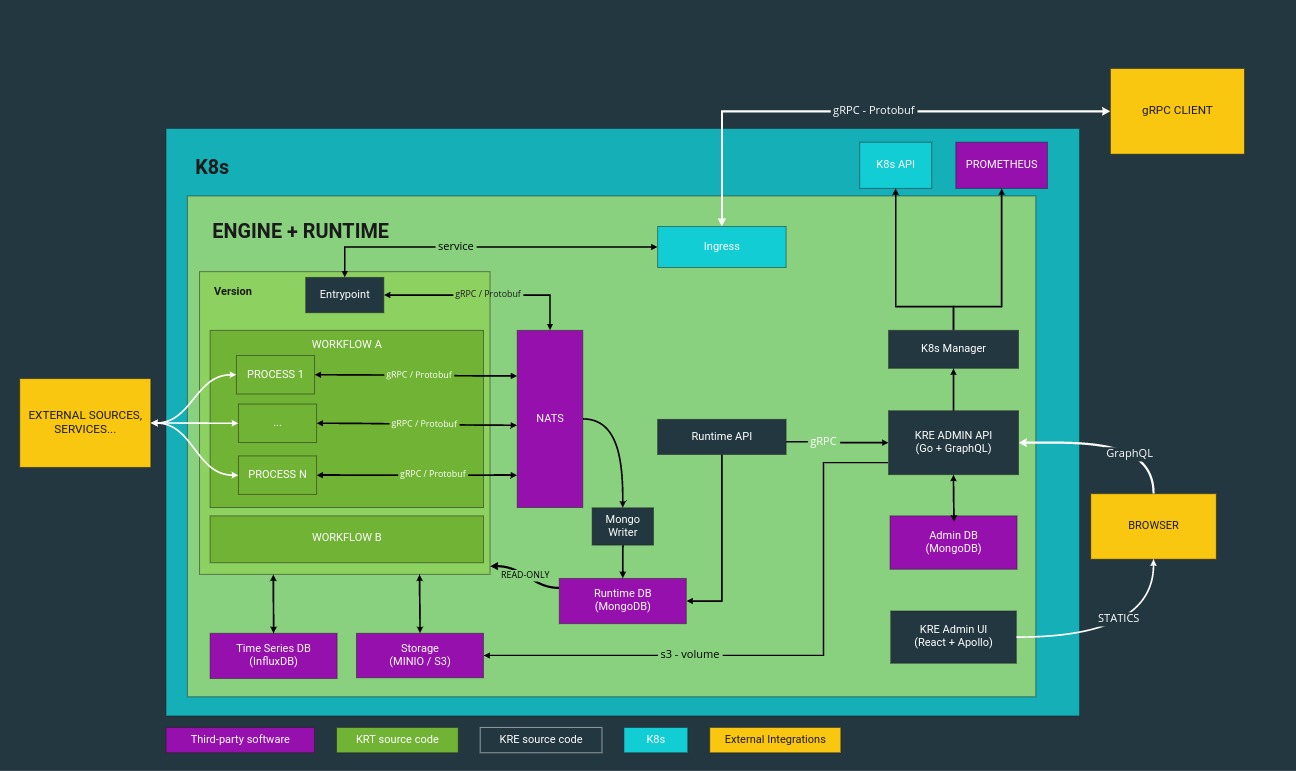 gRPC - Protobuf
gRPC CLIENT
K8s
K8s API
PROMETHEUS
ENGINE + RUNTIME
service
Ingress
Version
Entrypoint
gRPC / Protobuf
WORKFLOW A
PROCESS 1
gRPC / Protobuf
...
gRPC / Protobuf
PROCESS N
gRPC / Protobuf
WORKFLOW B
EXTERNAL SOURCES,
SERVICES...
NATS
K8s Manager
Runtime API
gRPC
KRE ADMIN API
(Go + GraphQL)
GraphQL
Mongo
Writer
BROWSER
Admin DB
(MongoDB)
READ-ONLY
Runtime DB
(MongoDB)
STATICS
KRE Admin UI
(React + Apollo)
Time Series DB
(InfluxDB)
Storage
(MINIO / S3)
s3 - volume
Third-party software
KRT source code
KRE source code
K8s
External Integrations